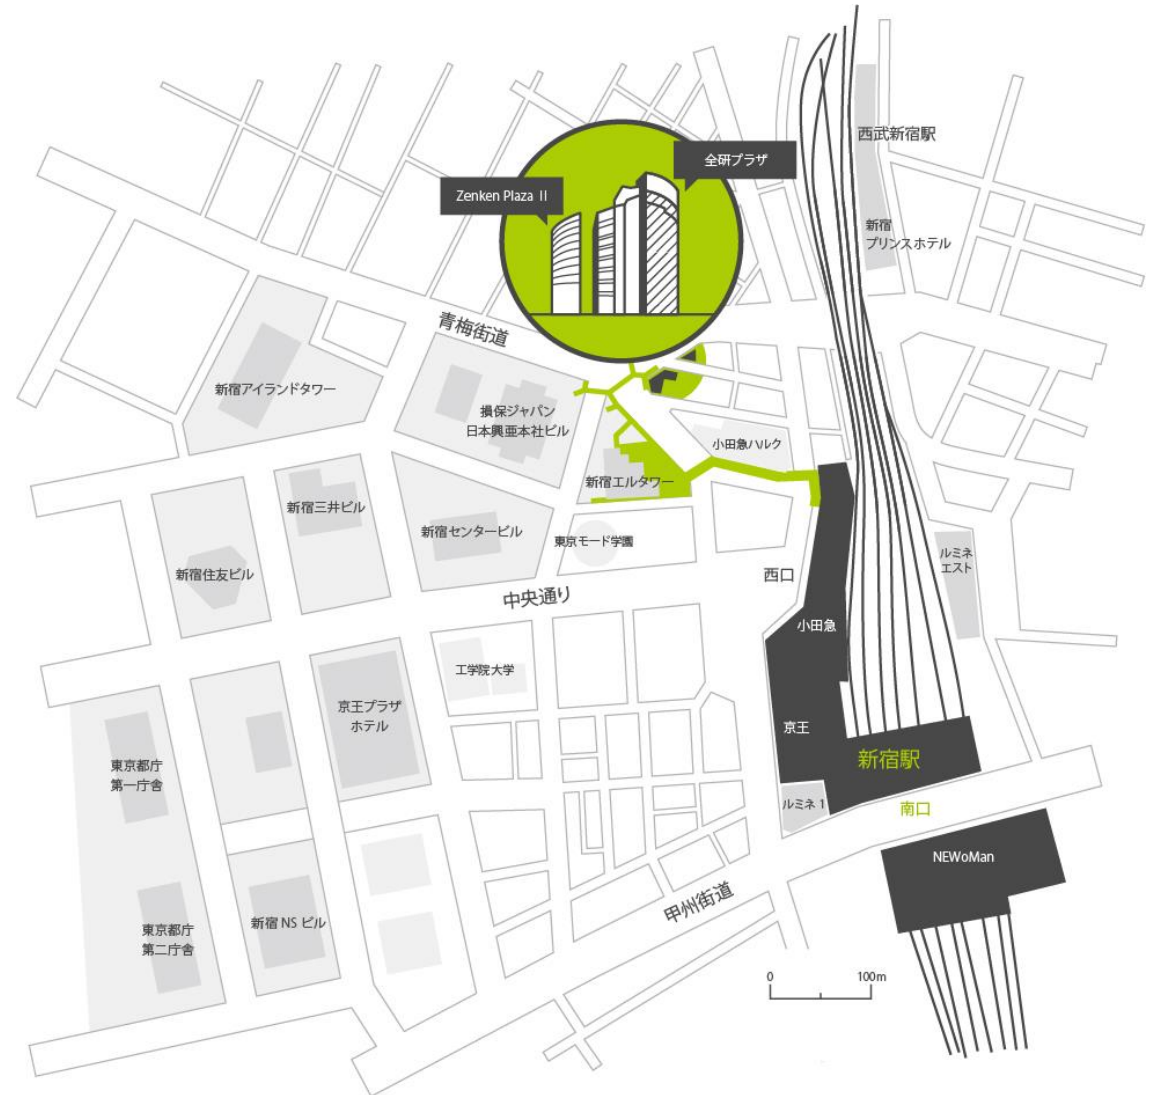 西武新宿駅
全研プラザ
Zenken Plaza II
新宿
プリンスホテル
青梅街道
新宿アイランドタワー
損保ジャパン
日本興亜本社ビル
小田急ハルク
新宿エルタワー
新宿三井ビル
新宿センタービル
東京モード学園
ルミネ
エスト
新宿住友ビル
西口
中央通り
小田急
工学院大学
京王プラザ
ホテル
京王
新宿駅
東京都庁
第一庁舎
ルミネ 1
南口
NEWoMan
甲州街道
新宿 NS ビル
東京都庁
第二庁舎
0
100m